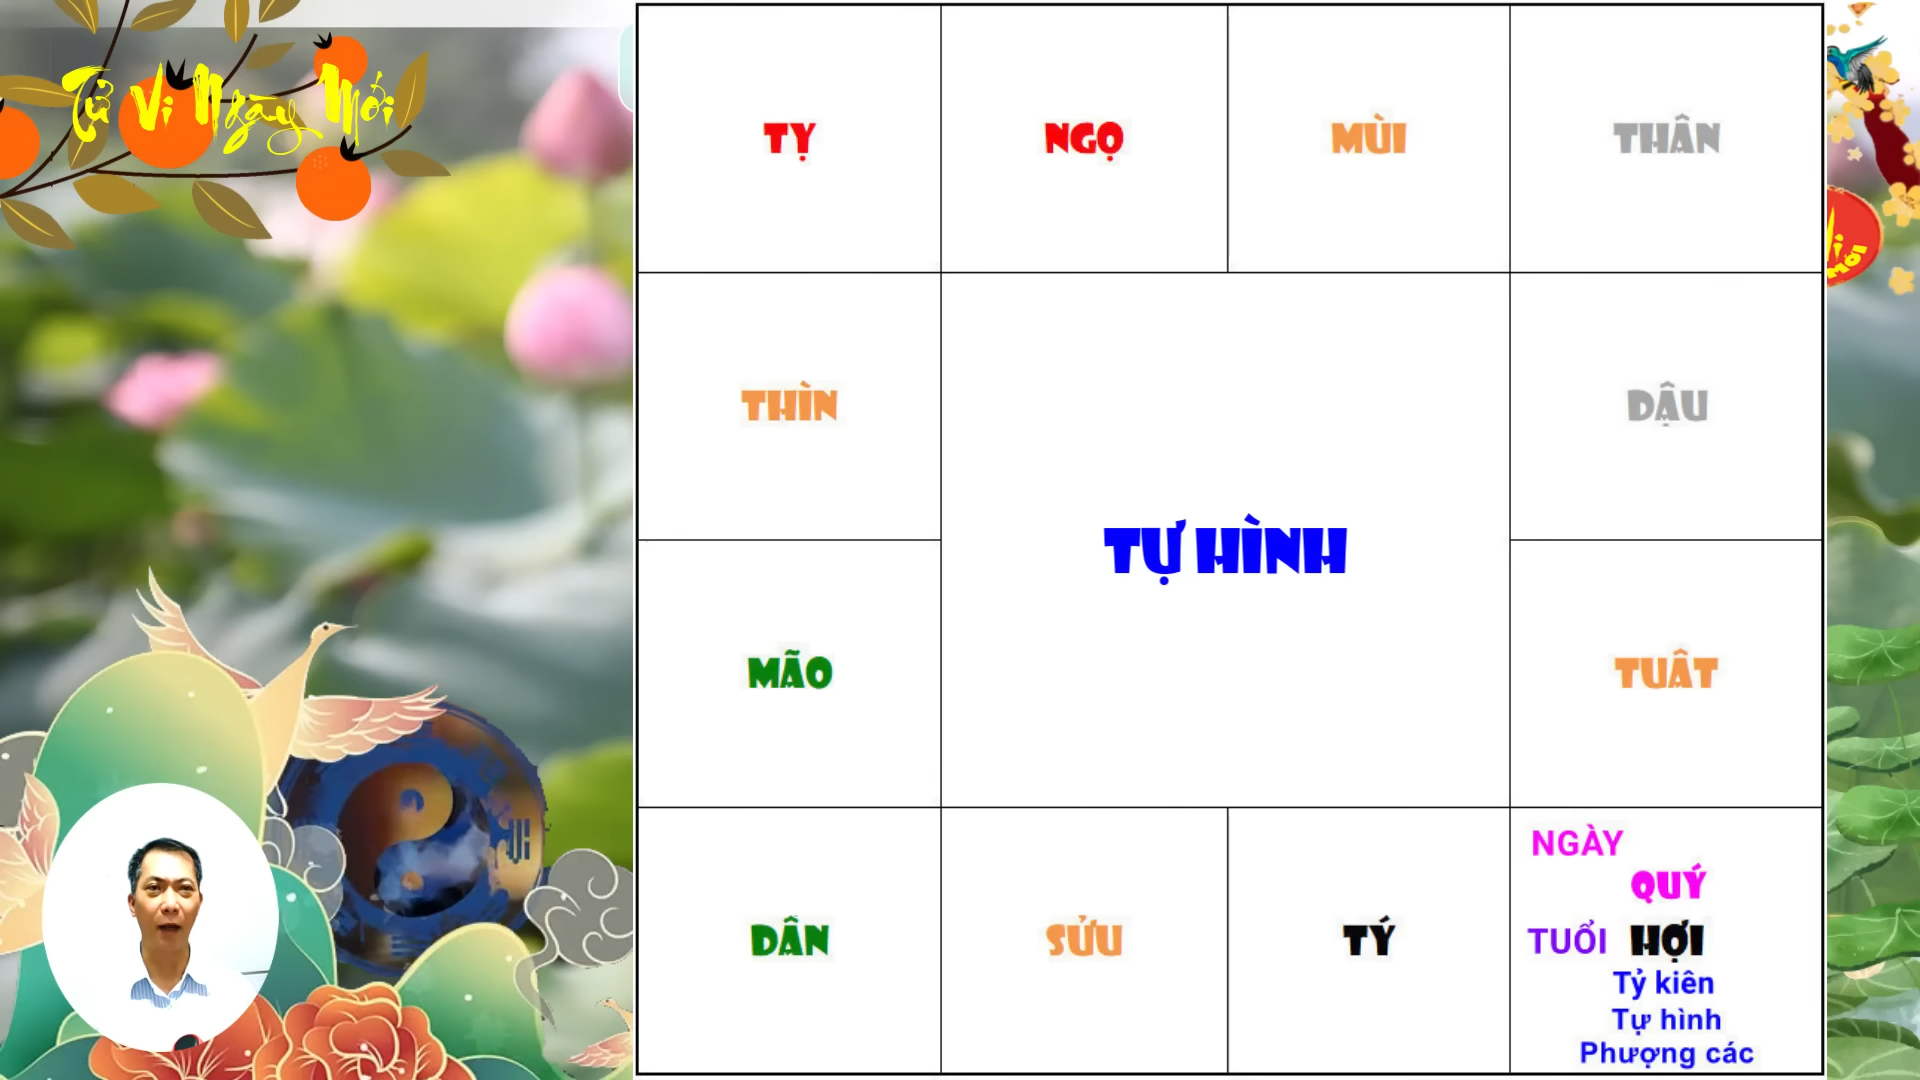 Tử Vi Ngày Mới
TỴ
NGỌ
MÙI
THÂN
THÌN
DẬU
TỰ HÌNH
MÃO
TUẤT
DẦN
SỬU
TÝ
NGÀY
QUÝ
TUỔI HỢI
Tỷ kiên
Tự hình
Phượng các